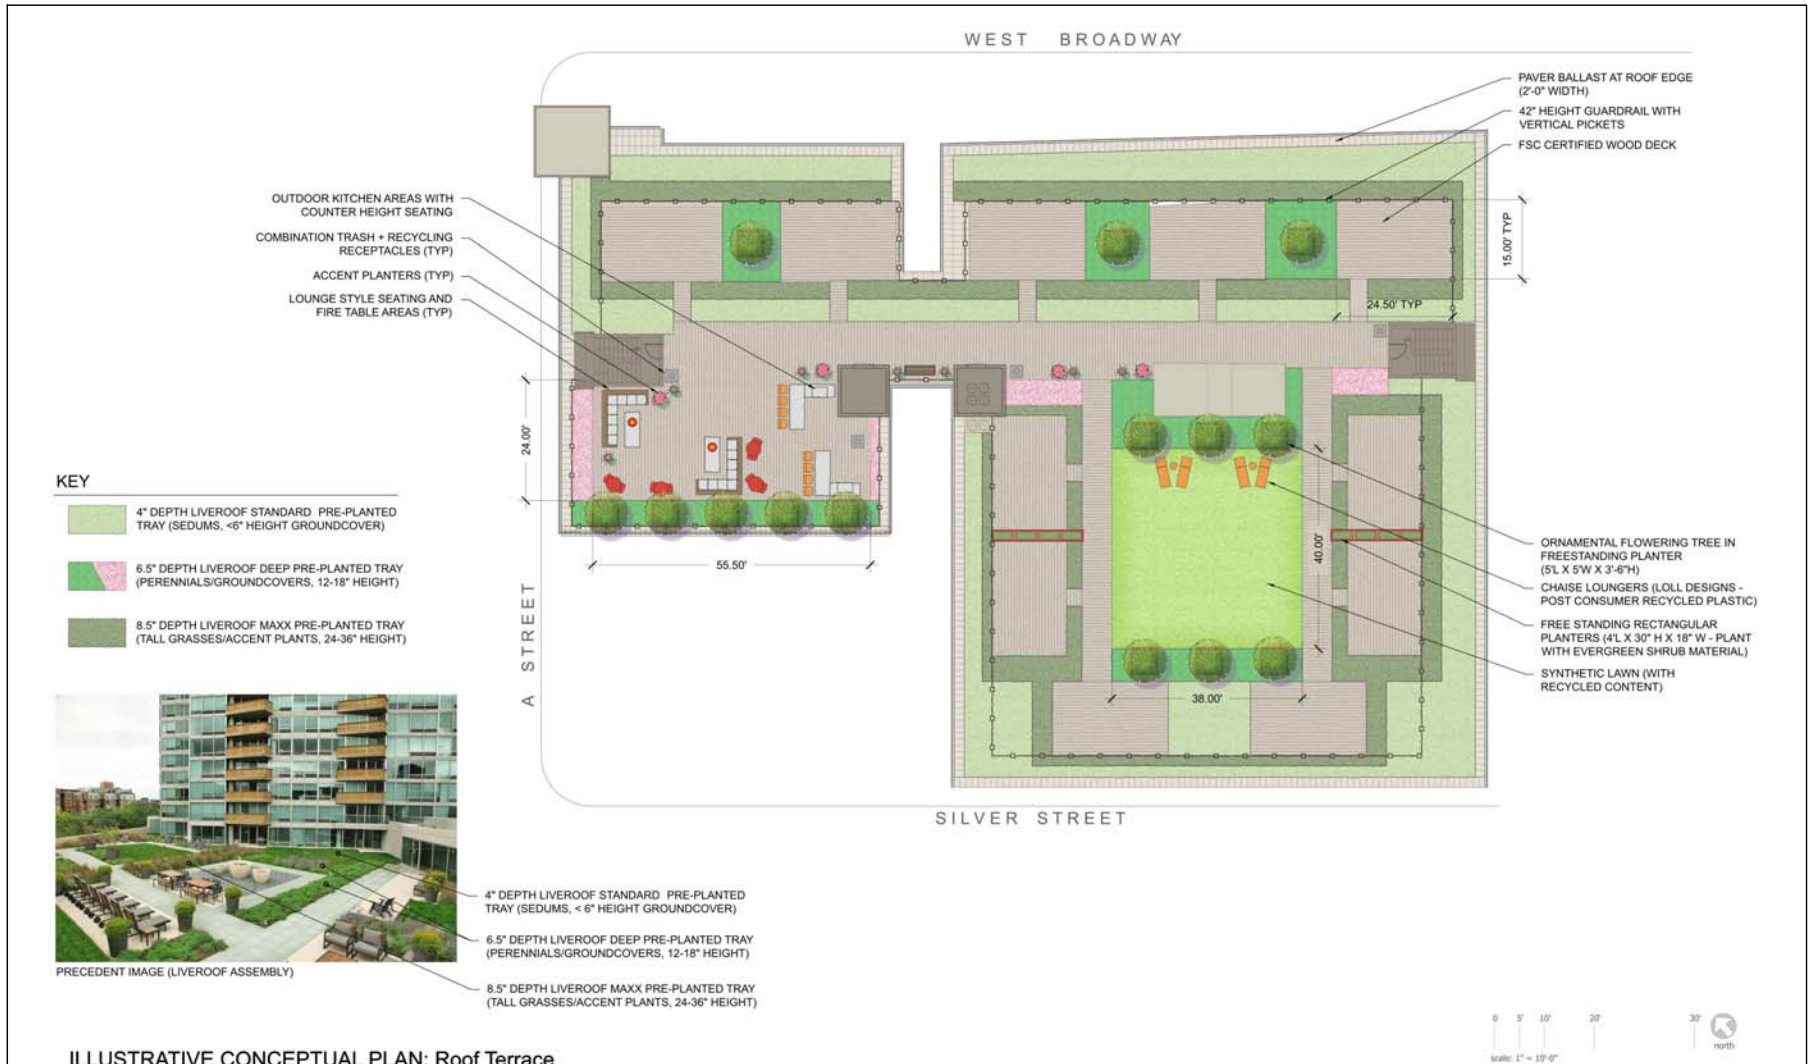 WEST BROADWAY
PAVER BALLAST AT ROOF EDGE
(2'-0" WIDTH)
42" HEIGHT GUARDRAIL WITH
VERTICAL PICKETS
FSC CERTIFIED WOOD DECK
OUTDOOR KITCHEN AREAS WITH
COUNTER HEIGHT SEATING
COMBINATION TRASH + RECYCLING
RECEPTACLES (TYP)
ACCENT PLANTERS (TYP)
LOUNGE STYLE SEATING AND
FIRE TABLE AREAS (TYP)
15.00' TYP
24.50' TYP
24.00'
55.50'
40.00'
38.00'
A STREET
KEY
4" DEPTH LIVEROOF STANDARD PRE-PLANTED
TRAY (SEDUMS, <6" HEIGHT GROUNDCOVER)
6.5" DEPTH LIVEROOF DEEP PRE-PLANTED TRAY
(PERENNIALS/GROUNDCOVERS, 12-18" HEIGHT)
8.5" DEPTH LIVEROOF MAXX PRE-PLANTED TRAY
(TALL GRASSES/ACCENT PLANTS, 24-36" HEIGHT)
ORNAMENTAL FLOWERING TREE IN
FREESTANDING PLANTER
(5'L X 5'W X 3'-6"H)
CHAISE LOUNGERS (LOLL DESIGNS -
POST CONSUMER RECYCLED PLASTIC)
FREE STANDING RECTANGULAR
PLANTERS (4'L X 30" H X 18" W - PLANT
WITH EVERGREEN SHRUB MATERIAL)
SYNTHETIC LAWN (WITH
RECYCLED CONTENT)
SILVER STREET
4" DEPTH LIVEROOF STANDARD PRE-PLANTED
TRAY (SEDUMS, < 6" HEIGHT GROUNDCOVER)
6.5" DEPTH LIVEROOF DEEP PRE-PLANTED TRAY
(PERENNIALS/GROUNDCOVERS, 12-18" HEIGHT)
8.5" DEPTH LIVEROOF MAXX PRE-PLANTED TRAY
(TALL GRASSES/ACCENT PLANTS, 24-36" HEIGHT)
PRECEDENT IMAGE (LIVEROOF ASSEMBLY)
0 5' 10' 20' 30'
north
scale: 1" = 10'-0"
ILLUSTRATIVE CONCEPTUAL PLAN: Roof Terrace